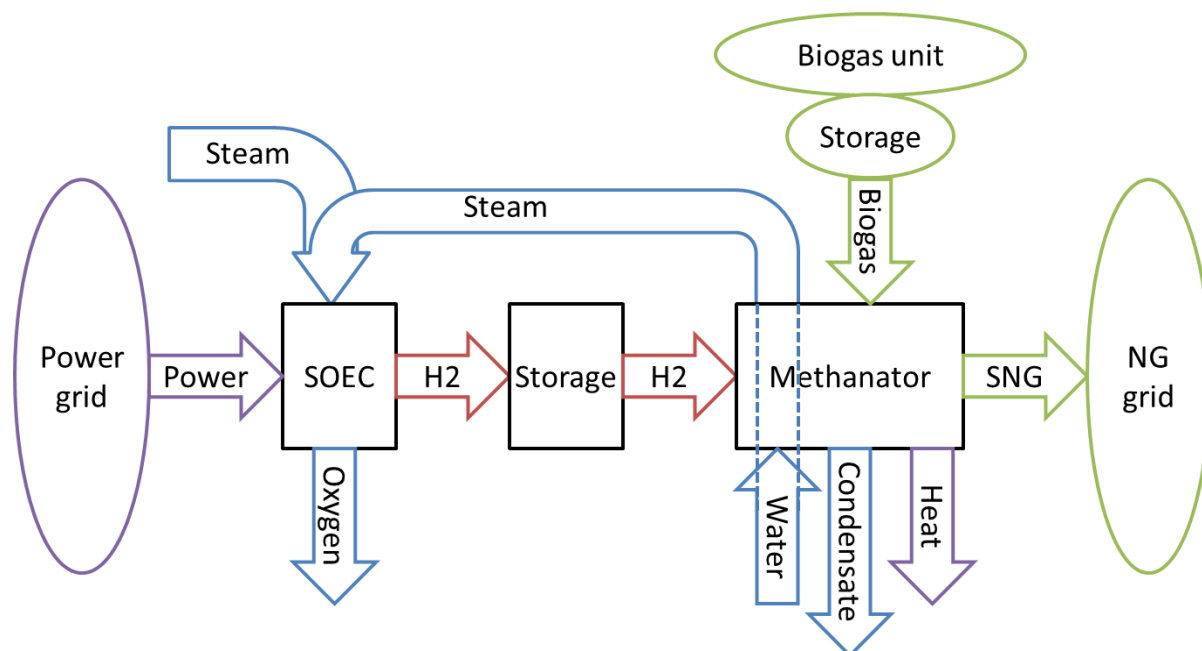 Biogas unit
Storage
Steam
Steam
Biogas
Power
grid
Power
SOEC
H2
Storage
H2
Methanator
SNG
NG
grid
Oxygen
Water
Condensate
Heat